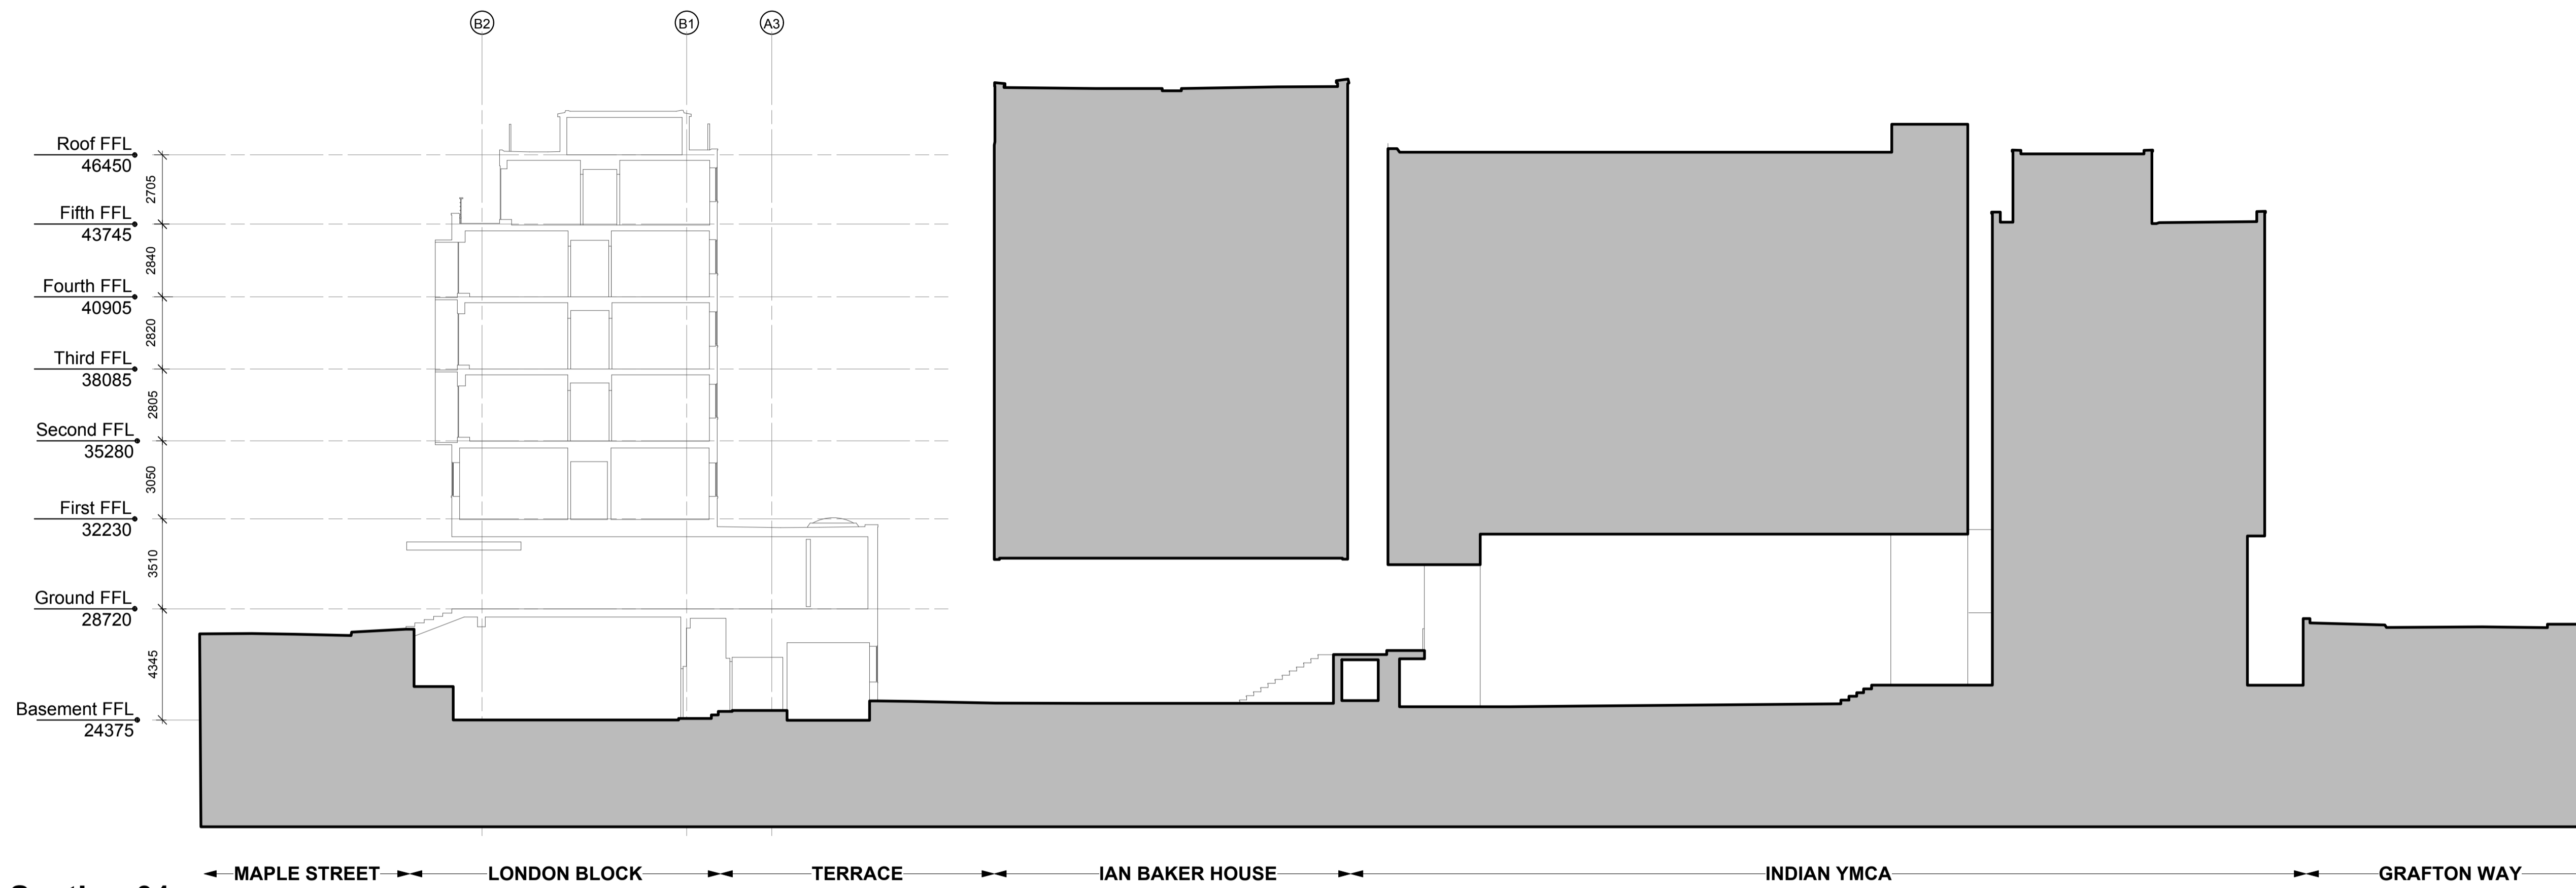 B2 B1 A3
Roof FFL
46450
2705
Fifth FFL
43745
2840
Fourth FFL
40905
2820
Third FFL
38085
2805
Second FFL
35280
3050
First FFL
32230
3510
Ground FFL
28720
4345
Basement FFL
24375
MAPLE STREET LONDON BLOCK TERRACE IAN BAKER HOUSE INDIAN YMCA GRAFTON WAY